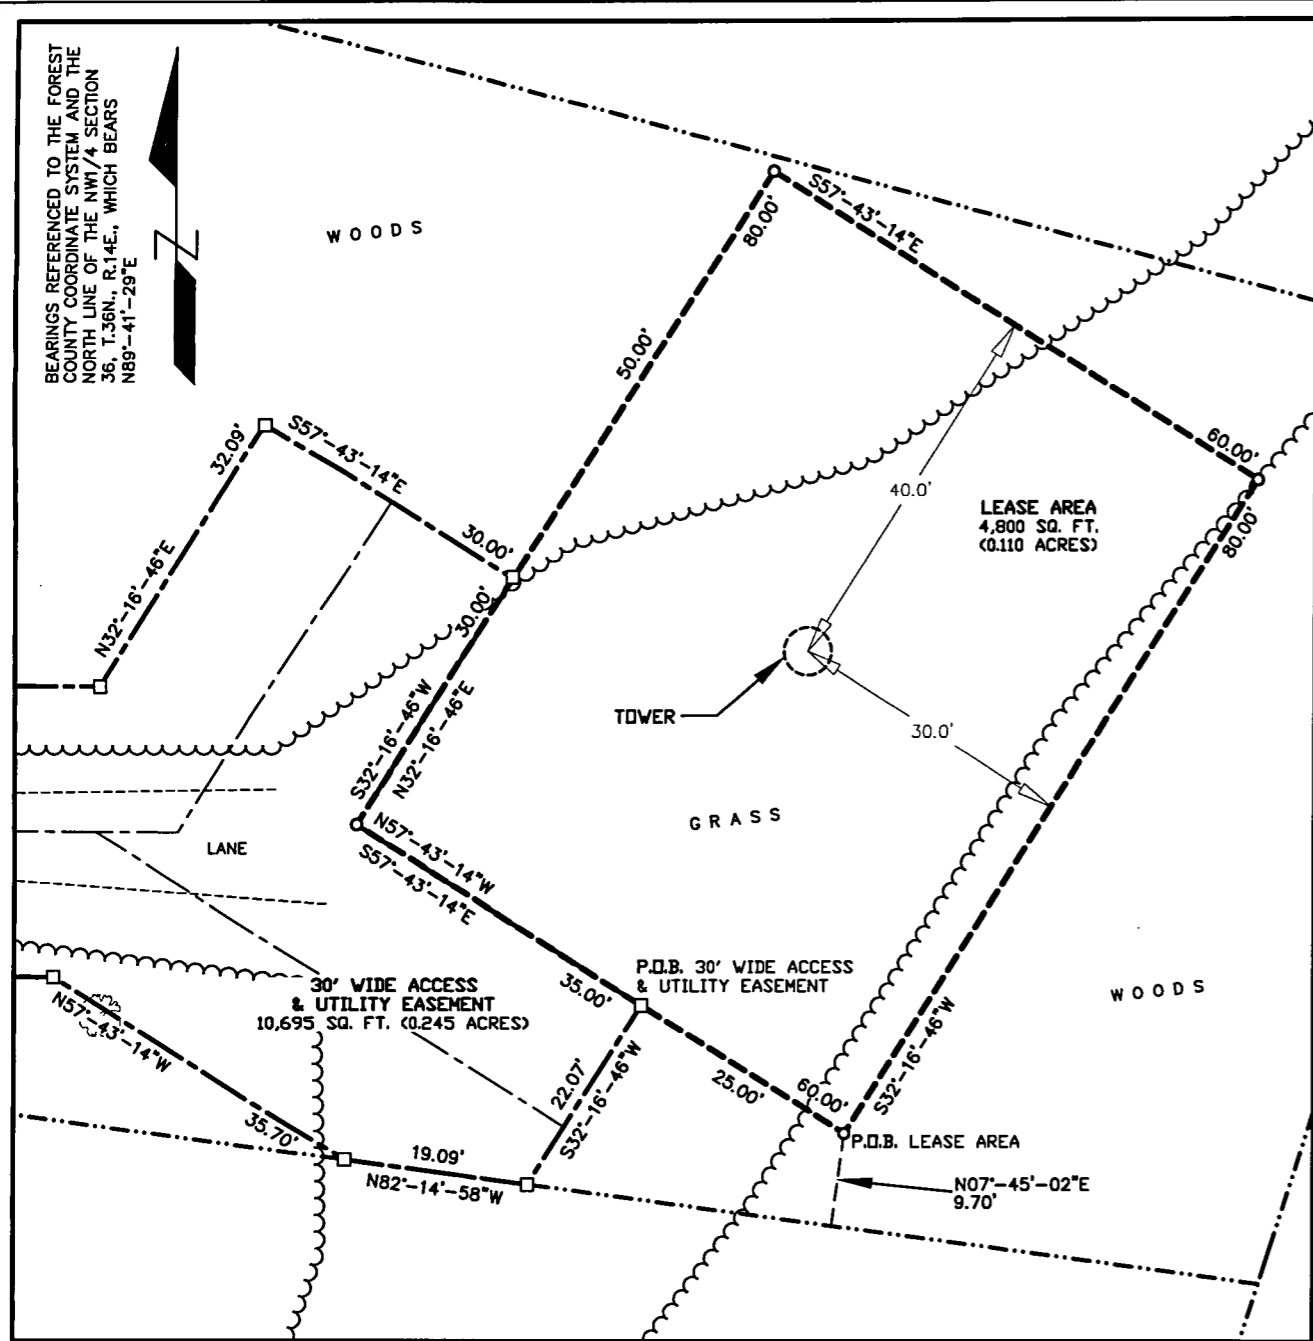 BEARINGS REFERENCED TO THE FOREST
COUNTY COORDINATE SYSTEM AND THE
NORTH LINE OF THE NW1/4 SECTION
36, T.36N., R.14E., WHICH BEARS
N89°-41'-29"E
N
WOODS
80.00'
S57°-43'-14"E
50.00'
60.00'
32.09'
S57°-43'-14"E
30.00'
N32°-16'-46"E
40.0'
LEASE AREA
4,800 SQ. FT.
(0.110 ACRES)
80.00'
30.00'
S32°-16'-46"W
N32°-16'-46"E
TOWER
30.0'
GRASS
LANE
N57°-43'-14"W
S57°-43'-14"E
35.00'
P.O.B. 30' WIDE ACCESS
& UTILITY EASEMENT
30' WIDE ACCESS
& UTILITY EASEMENT
10,695 SQ. FT. (0.245 ACRES)
WOODS
N57°-43'-14"W
35.70'
22.07'
S32°-16'-46"W
25.00'
60.00'
S32°-16'-46"W
P.O.B. LEASE AREA
19.09'
N82°-14'-58"W
N07°-45'-02"E
9.70'